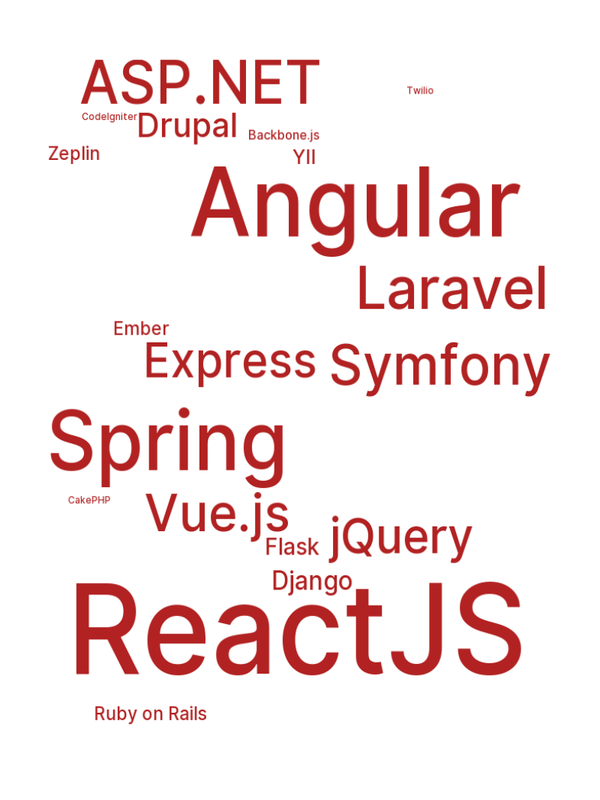 ASP.NET
Twilio
CodeIgniter
Drupal
Backbone.js
Zeplin
YII
Angular
Laravel
Ember
Express
Symfony
Spring
CakePHP
Vue.js
jQuery
Flask
Django
ReactJS
Ruby on Rails